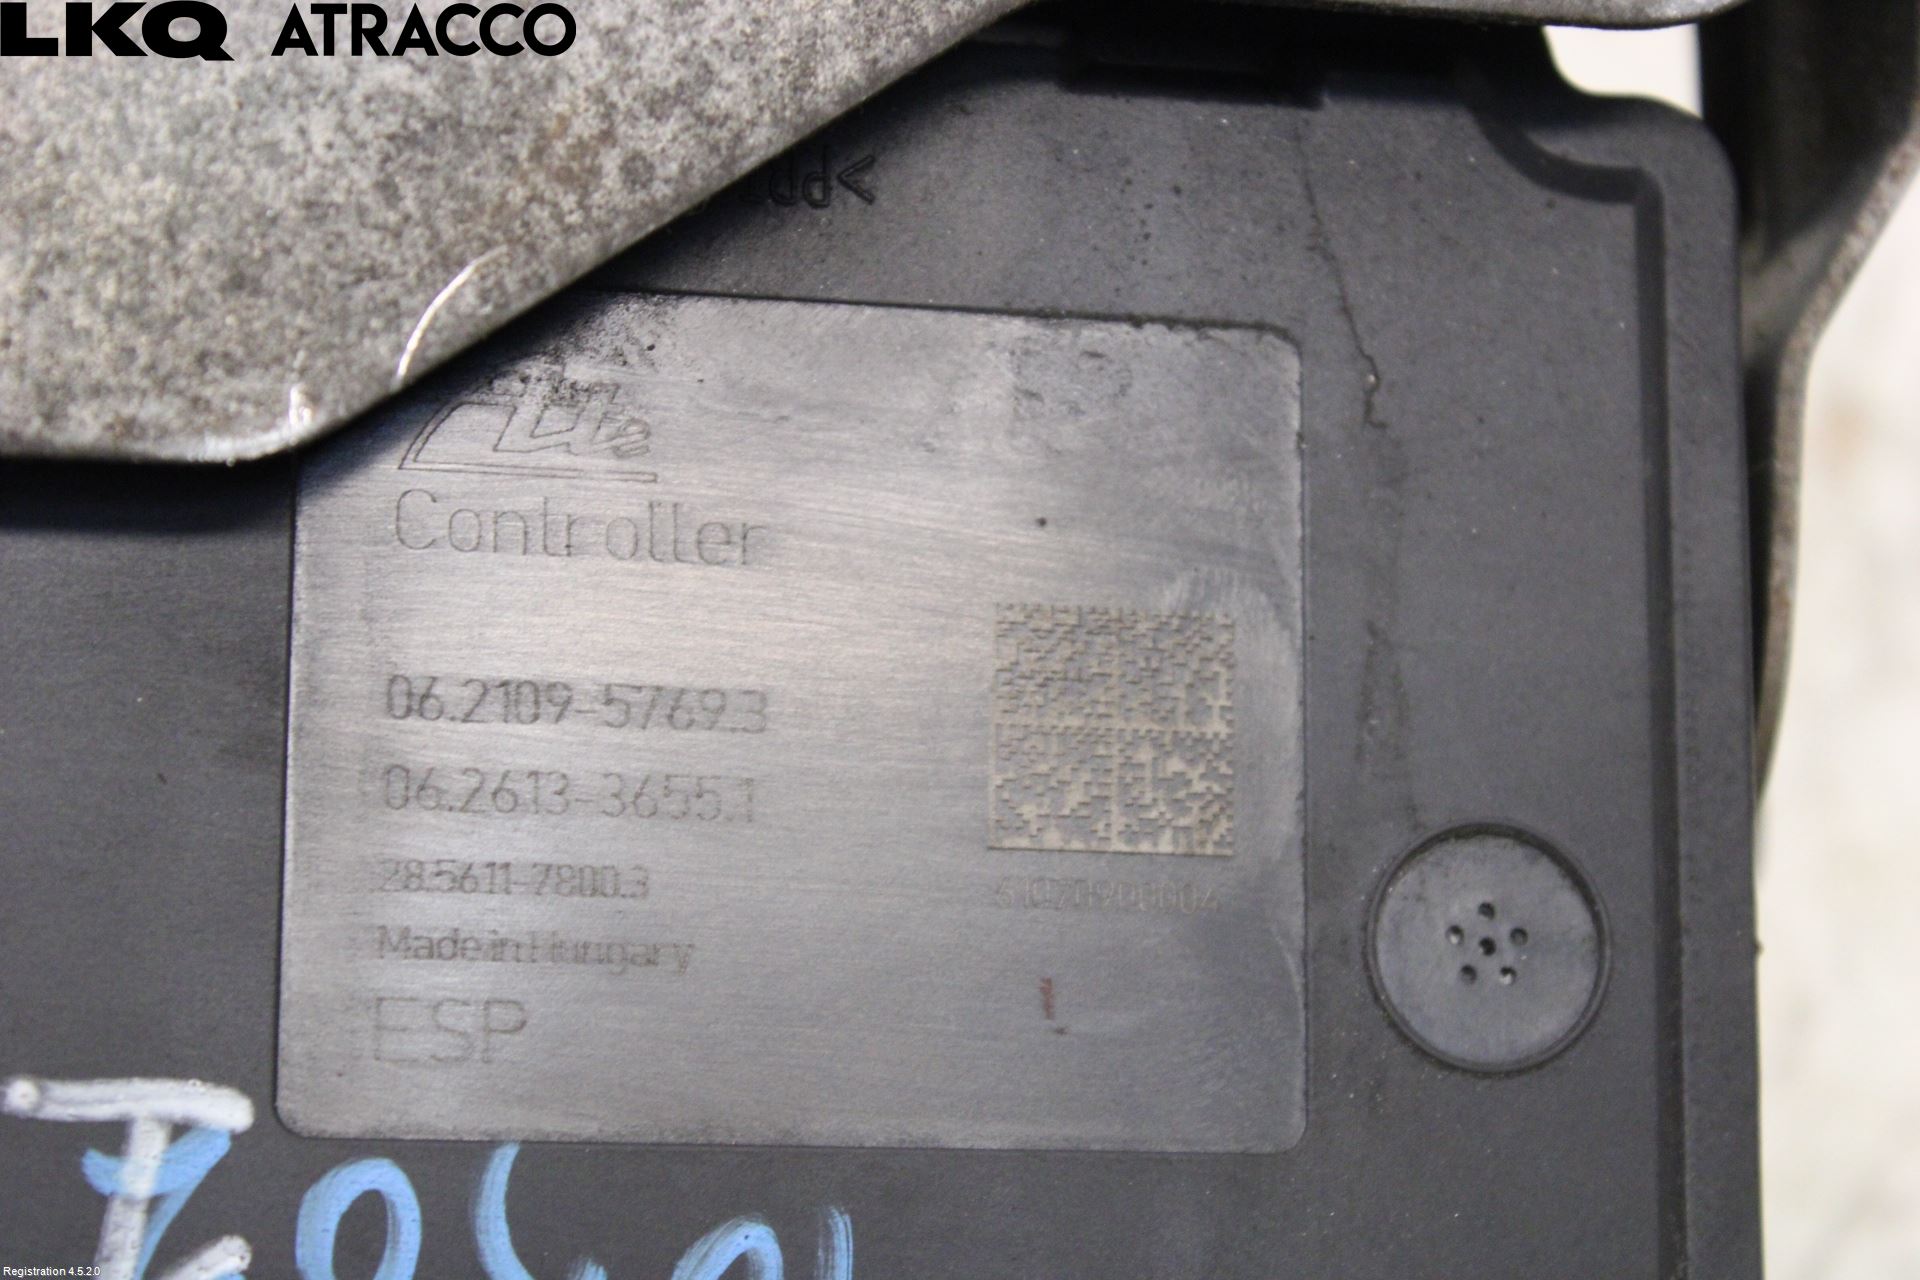 LKQ ATRACCO
Ate
Controller
06.2109-5769.3
06.2613-3655.1
28.5611-7800.3
Made in Hungary
ESP
Registration 4.5.2.0